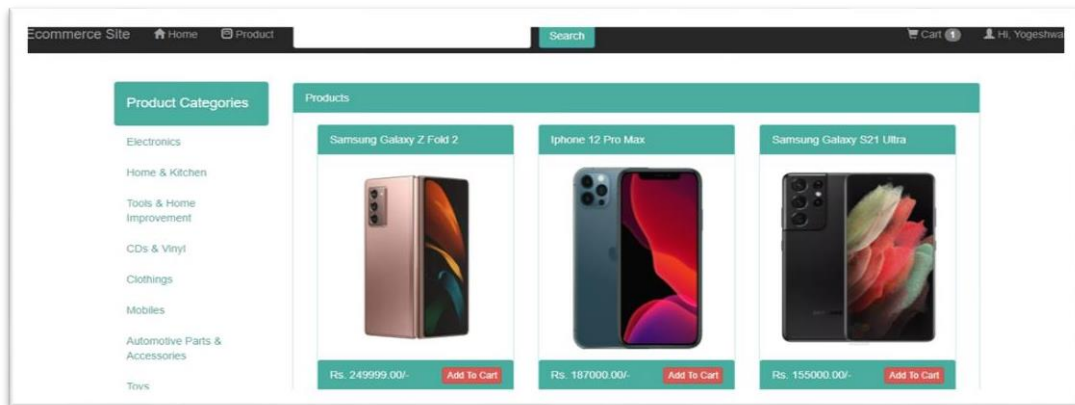 Ecommerce Site Home Product Search Cart 1 Hi, Yogeshwa
Product Categories
Electronics
Home & Kitchen
Tools & Home
Improvement
CDs & Vinyl
Clothings
Mobiles
Automotive Parts &
Accessories
Toys
Products
Samsung Galaxy Z Fold 2
Rs. 249999.00/- Add To Cart
Iphone 12 Pro Max
Rs. 187000.00/- Add To Cart
Samsung Galaxy S21 Ultra
Rs. 155000.00/- Add To Cart